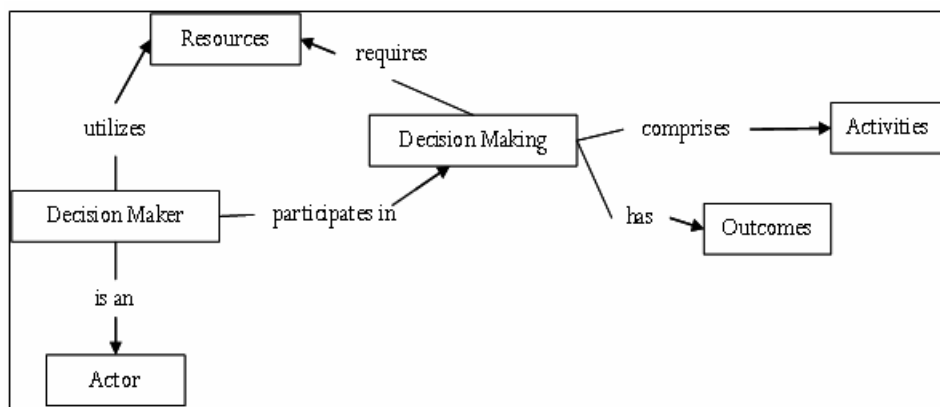 Resources
requires
utilizes
Decision Making
comprises
Activities
Decision Maker
participates in
has
Outcomes
is an
Actor